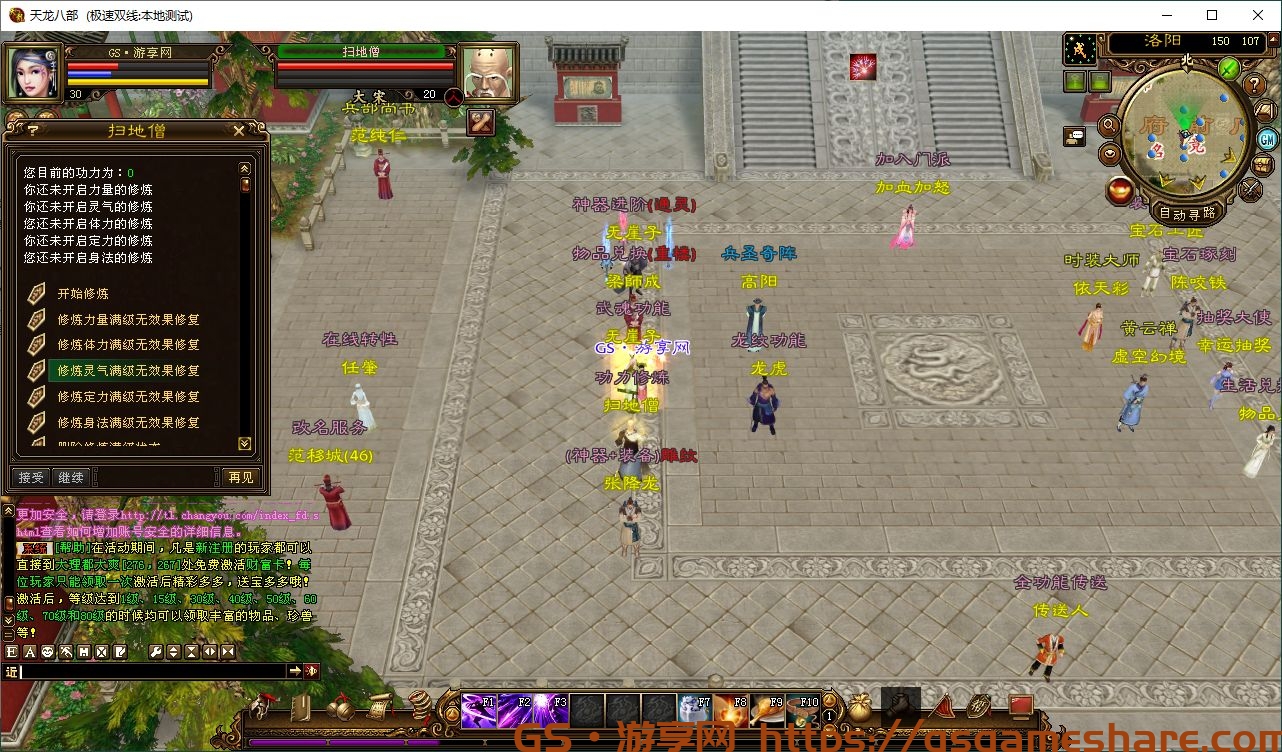 天龙八部 (极速双线:本地测试)
GS·游享网
30
扫地僧
大宋
20
洛阳 150 107
北
自动寻路
GM
扫地僧
您目前的功力为：0
你还未开启力量的修炼
你还未开启灵气的修炼
您还未开启体力的修炼
你还未开启定力的修炼
您还未开启身法的修炼
开始修炼
修炼力量满级无效果修复
修炼体力满级无效果修复
修炼灵气满级无效果修复
修炼定力满级无效果修复
修炼身法满级无效果修复
接受 继续 再见
兵部尚书
范纯仁
加入门派
加血加怒
神器进阶(通灵)
无崖子
物品兑换(重楼)
梁師成
武魂功能
无崖子
GS·游享网
功力修炼
扫地僧
(神器+装备)雕纹
张降龙
兵圣奇阵
高阳
龙纹功能
龙虎
在线转性
任肇
改名服务
范移城(46)
宝石工匠
时装大师
依天彩
宝石琢刻
陈咬铁
黄云禅
虚空幻境
抽奖大使
幸运抽奖
生活兑
物品
全功能传送
传送人
更加安全，请登录http://tl.changyou.com/index_fd.s
html查看如何增加账号安全的详细信息。
系统 [帮助]在活动期间，凡是新注册的玩家都可以
直接到大理都大爽[276，267]处免费激活财富卡！每
位玩家只能领取一次激活后精彩多多，送宝多多哦！
激活后，等级达到1级、15级、30级、40级、50级、60
级、70级和80级的时候均可以领取丰富的物品、珍兽
等！
近
F1 F2 F3 F7 F8 F9 F10
1
GS·游享网 https://gsgameshare.com